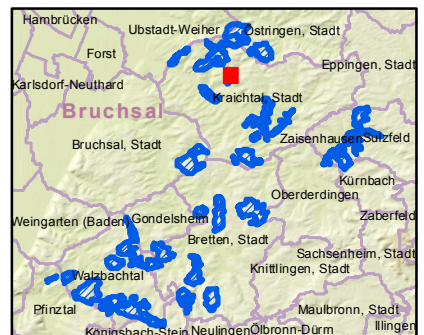 Hambrücken
Ubstadt-Weiher
Östringen, Stadt
Forst
Eppingen, Stadt
Karlsdorf-Neuthard
Kraichtal, Stadt
Bruchsal
Zaisenhausen
Sulzfeld
Bruchsal, Stadt
Kürnbach
Oberderdingen
Zaberfeld
Weingarten (Baden)
Gondelsheim
Bretten, Stadt
Sachsenheim, Stadt
Knittlingen, Stadt
Walzbachtal
Pfinztal
Maulbronn, Stadt
Königsbach-Stein
Neulingen
Ölbronn-Dürrn
Illingen